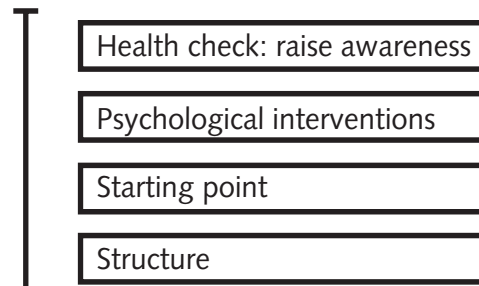 Health check: raise awareness
Psychological interventions
Starting point
Structure